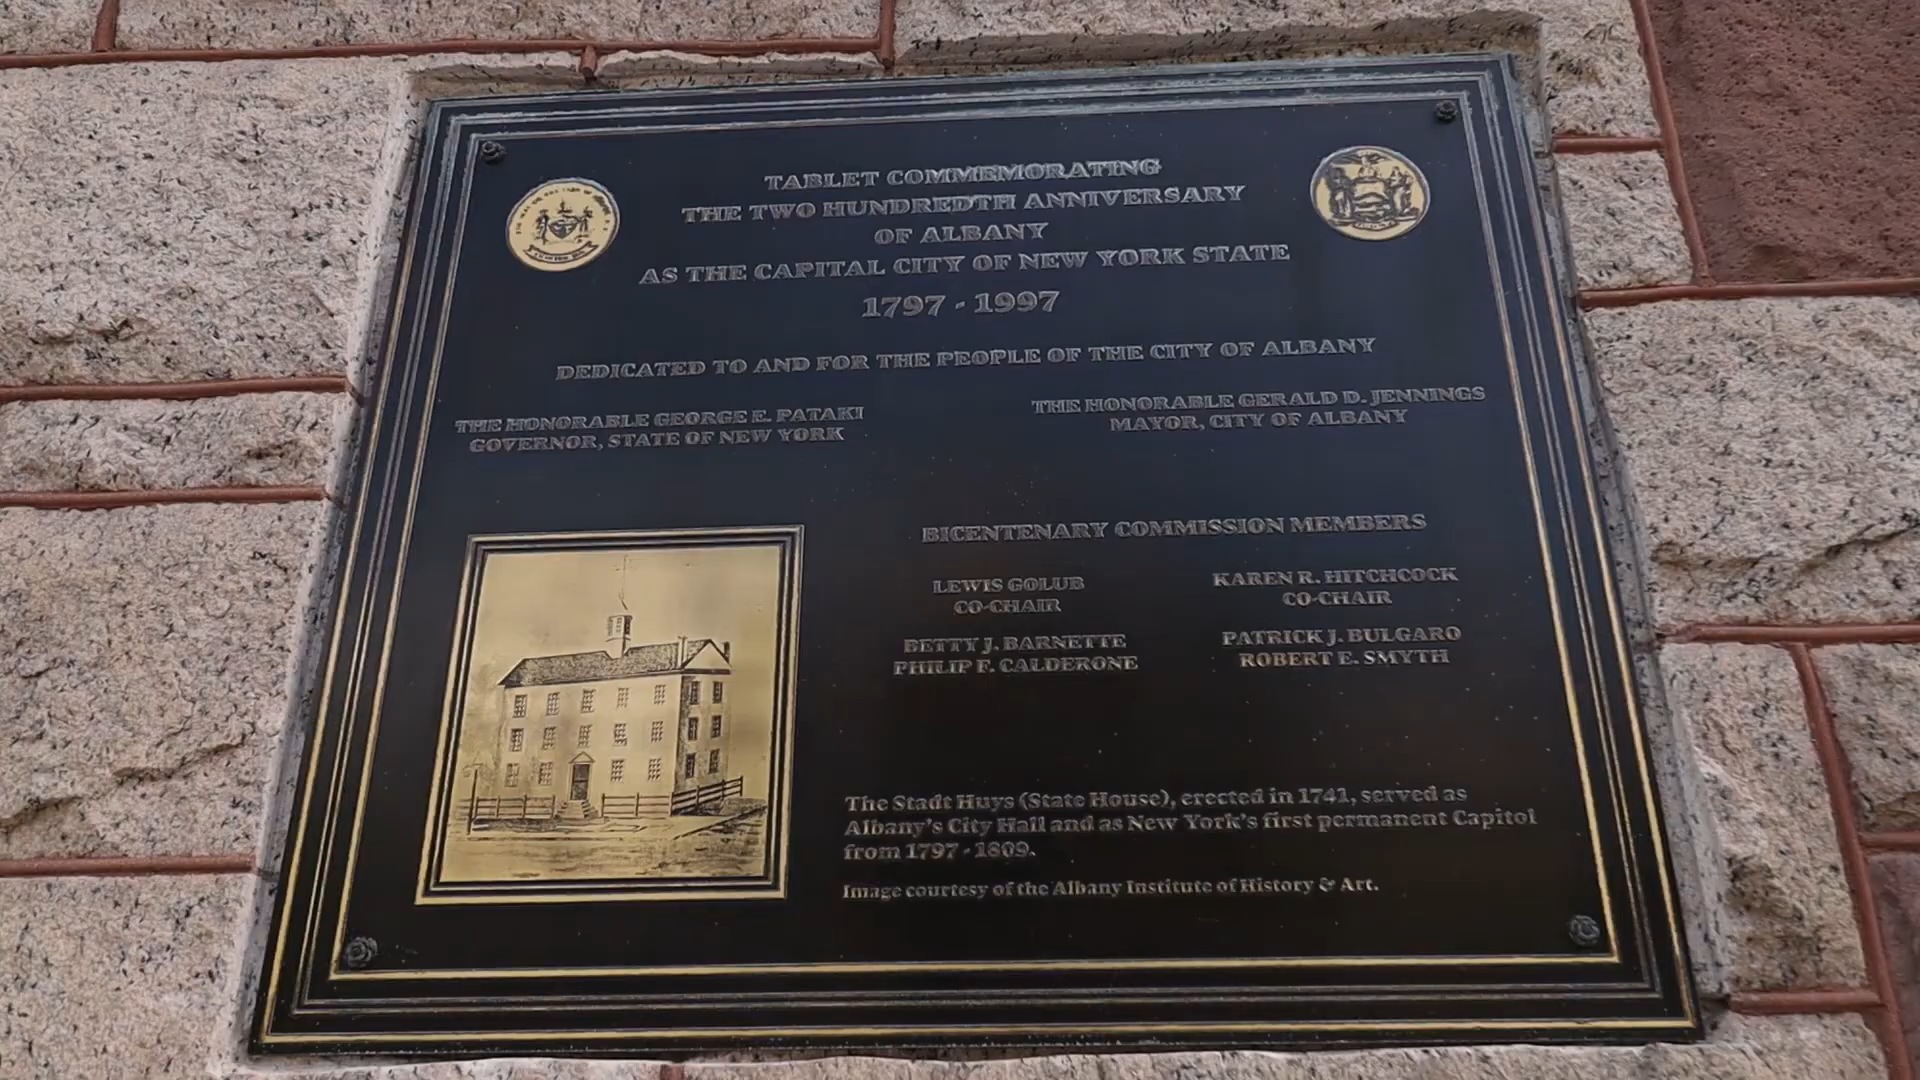 TABLET COMMEMORATING
THE TWO HUNDREDTH ANNIVERSARY
OF ALBANY
AS THE CAPITAL CITY OF NEW YORK STATE
1797 - 1997
DEDICATED TO AND FOR THE PEOPLE OF THE CITY OF ALBANY
THE HONORABLE GEORGE E. PATAKI
GOVERNOR, STATE OF NEW YORK
THE HONORABLE GERALD D. JENNINGS
MAYOR, CITY OF ALBANY
BICENTENARY COMMISSION MEMBERS
LEWIS GOLUB
CO-CHAIR
KAREN R. HITCHCOCK
CO-CHAIR
BETTY J. BARNETTE
PHILIP F. CALDERONE
PATRICK J. BULGARO
ROBERT E. SMYTH
The Stadt Huys (State House), erected in 1741, served as
Albany's City Hall and as New York's first permanent Capitol
from 1797 - 1809.
Image courtesy of the Albany Institute of History & Art.